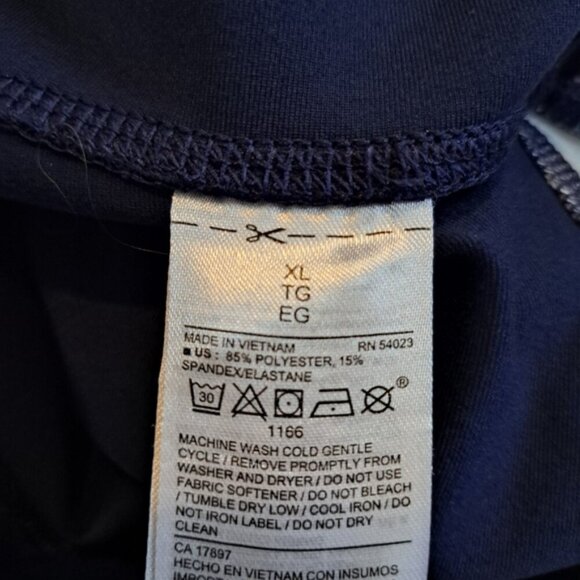 XL
TG
EG
MADE IN VIETNAM RN 54023
■ US : 85% POLYESTER, 15%
SPANDEX/ELASTANE
30 ®
1166
MACHINE WASH COLD GENTLE
CYCLE / REMOVE PROMPTLY FROM
WASHER AND DRYER / DO NOT USE
FABRIC SOFTENER / DO NOT BLEACH
/ TUMBLE DRY LOW / COOL IRON / DO
NOT IRON LABEL / DO NOT DRY
CLEAN
CA 17897
HECHO EN VIETNAM CON INSUMOS